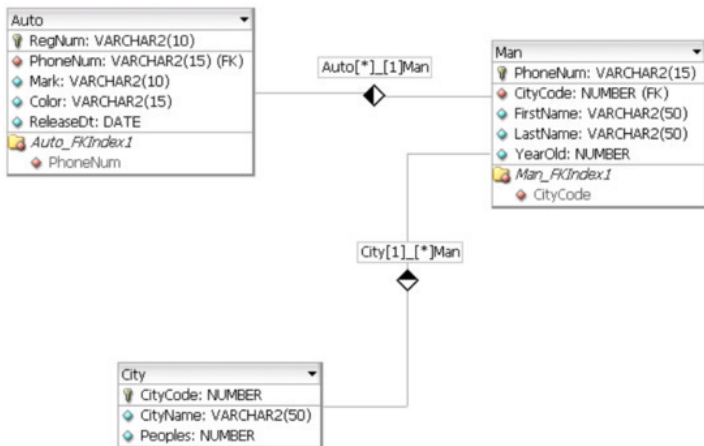 Auto
RegNum: VARCHAR2(10)
PhoneNum: VARCHAR2(15) (FK)
Mark: VARCHAR2(10)
Color: VARCHAR2(15)
ReleaseDt: DATE
Auto_FKIndex1
PhoneNum
Auto[*]_[1]Man
Man
PhoneNum: VARCHAR2(15)
CityCode: NUMBER (FK)
FirstName: VARCHAR2(50)
LastName: VARCHAR2(50)
YearOld: NUMBER
Man_FKIndex1
CityCode
City[1]_[*]Man
City
CityCode: NUMBER
CityName: VARCHAR2(50)
Peoples: NUMBER